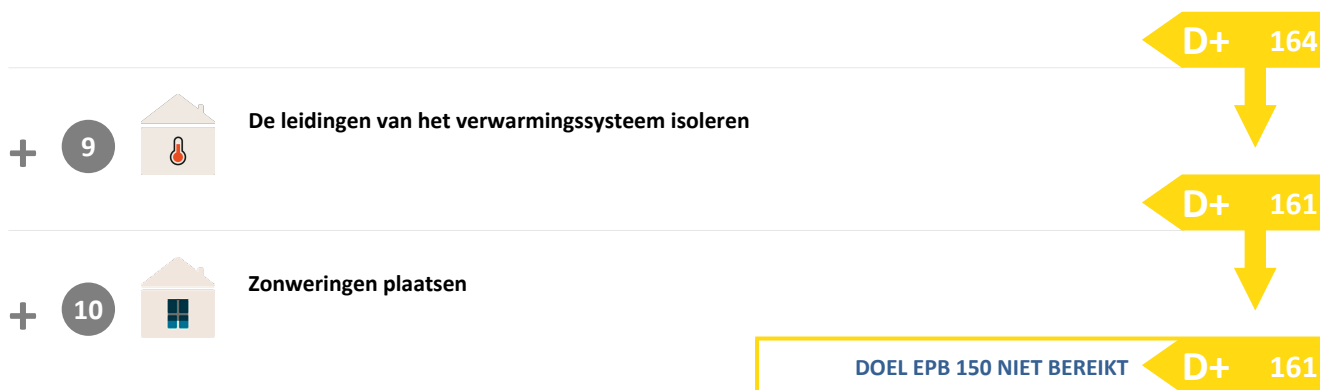 D+ 164
+ 9 De leidingen van het verwarmingssysteem isoleren
D+ 161
+ 10 Zonweringen plaatsen
DOEL EPB 150 NIET BEREIKT D+ 161